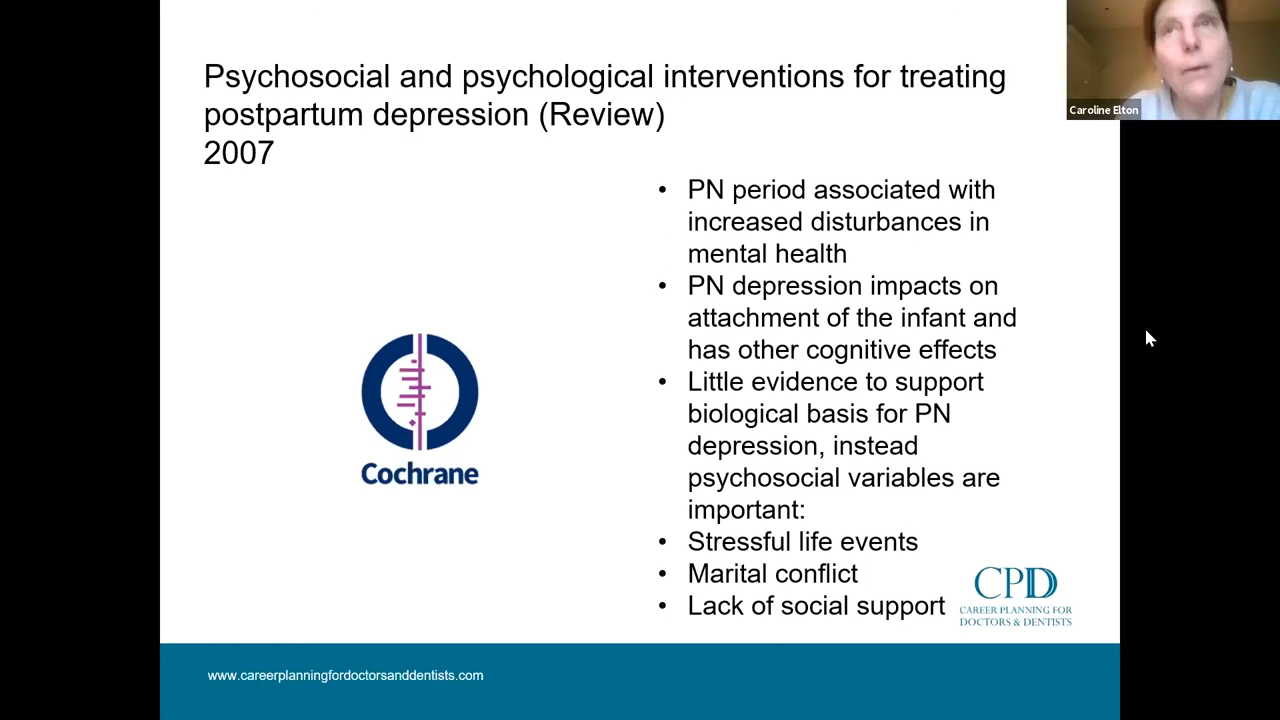 Psychosocial and psychological interventions for treating
postpartum depression (Review)
2007
Caroline Elton
• PN period associated with
increased disturbances in
mental health
• PN depression impacts on
attachment of the infant and
has other cognitive effects
• Little evidence to support
biological basis for PN
depression, instead
psychosocial variables are
important:
• Stressful life events
• Marital conflict
• Lack of social support
Cochrane
CPDD
CAREER PLANNING FOR
DOCTORS & DENTISTS
www.careerplanningfordoctorsanddentists.com